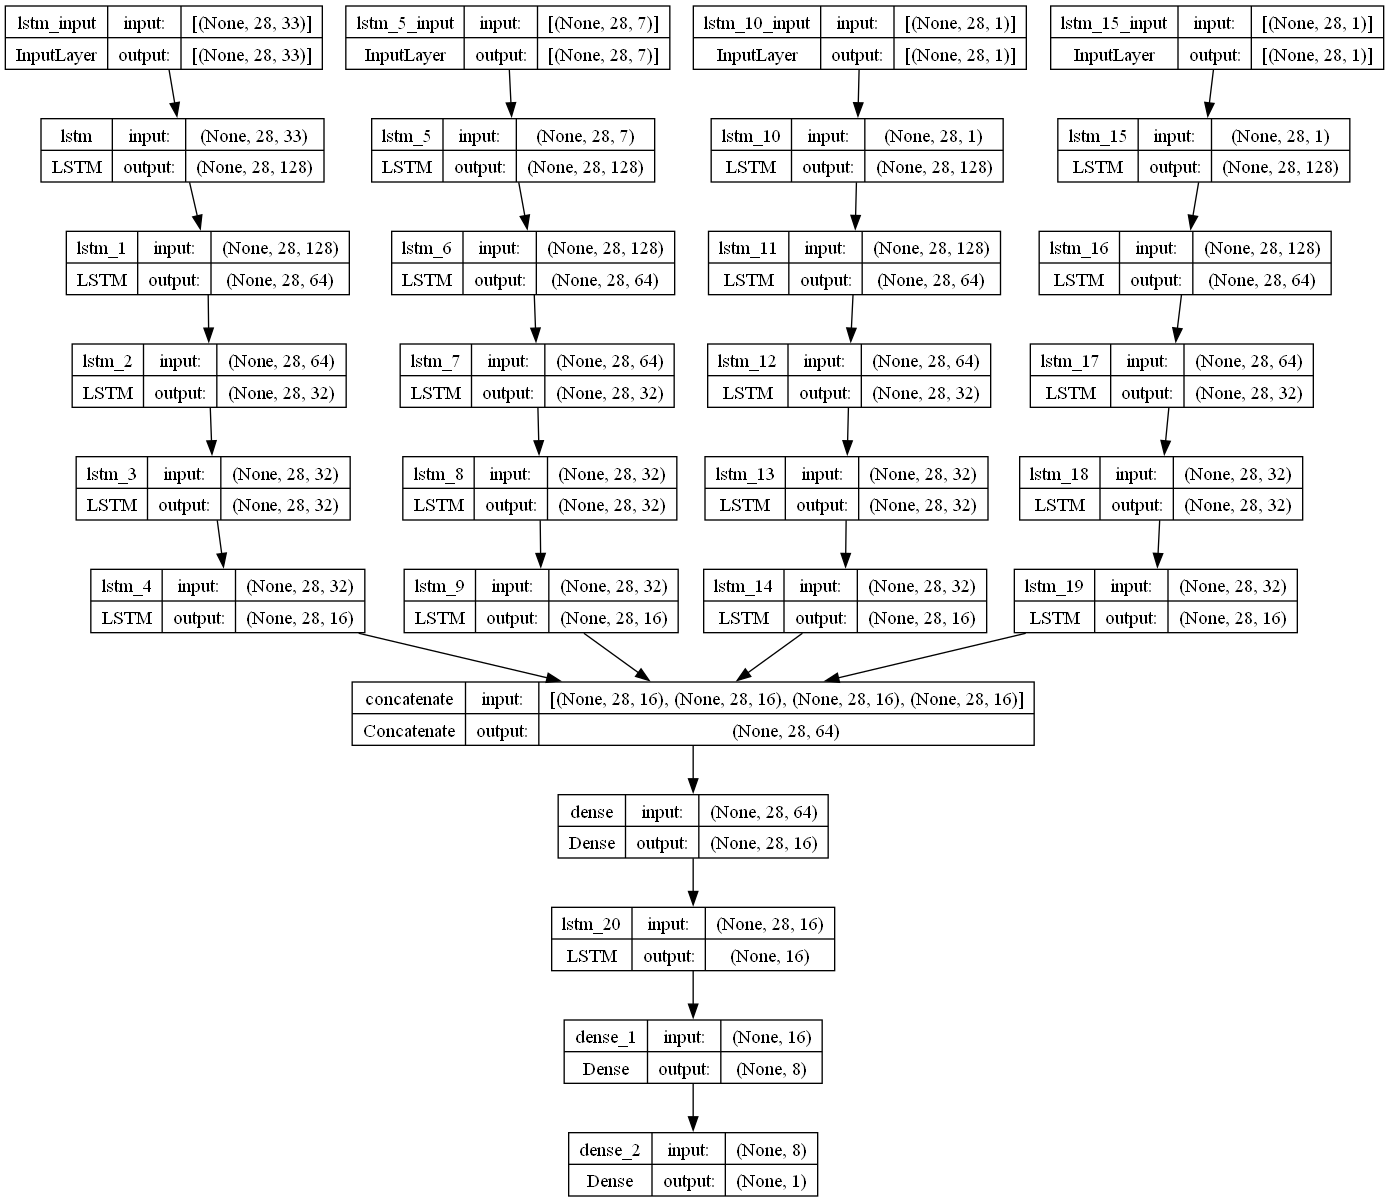 lstm_input input: [(None, 28, 33)] lstm_5_input input: [(None, 28, 7)] lstm_10_input input: [(None, 28, 1)] lstm_15_input input: [(None, 28, 1)]
InputLayer output: [(None, 28, 33)] InputLayer output: [(None, 28, 7)] InputLayer output: [(None, 28, 1)] InputLayer output: [(None, 28, 1)]
lstm input: (None, 28, 33) lstm_5 input: (None, 28, 7) lstm_10 input: (None, 28, 1) lstm_15 input: (None, 28, 1)
LSTM output: (None, 28, 128) LSTM output: (None, 28, 128) LSTM output: (None, 28, 128) LSTM output: (None, 28, 128)
lstm_1 input: (None, 28, 128) lstm_6 input: (None, 28, 128) lstm_11 input: (None, 28, 128) lstm_16 input: (None, 28, 128)
LSTM output: (None, 28, 64) LSTM output: (None, 28, 64) LSTM output: (None, 28, 64) LSTM output: (None, 28, 64)
lstm_2 input: (None, 28, 64) lstm_7 input: (None, 28, 64) lstm_12 input: (None, 28, 64) lstm_17 input: (None, 28, 64)
LSTM output: (None, 28, 32) LSTM output: (None, 28, 32) LSTM output: (None, 28, 32) LSTM output: (None, 28, 32)
lstm_3 input: (None, 28, 32) lstm_8 input: (None, 28, 32) lstm_13 input: (None, 28, 32) lstm_18 input: (None, 28, 32)
LSTM output: (None, 28, 32) LSTM output: (None, 28, 32) LSTM output: (None, 28, 32) LSTM output: (None, 28, 32)
lstm_4 input: (None, 28, 32) lstm_9 input: (None, 28, 32) lstm_14 input: (None, 28, 32) lstm_19 input: (None, 28, 32)
LSTM output: (None, 28, 16) LSTM output: (None, 28, 16) LSTM output: (None, 28, 16) LSTM output: (None, 28, 16)
concatenate input: [(None, 28, 16), (None, 28, 16), (None, 28, 16), (None, 28, 16)]
Concatenate output: (None, 28, 64)
dense input: (None, 28, 64)
Dense output: (None, 28, 16)
lstm_20 input: (None, 28, 16)
LSTM output: (None, 16)
dense_1 input: (None, 16)
Dense output: (None, 8)
dense_2 input: (None, 8)
Dense output: (None, 1)